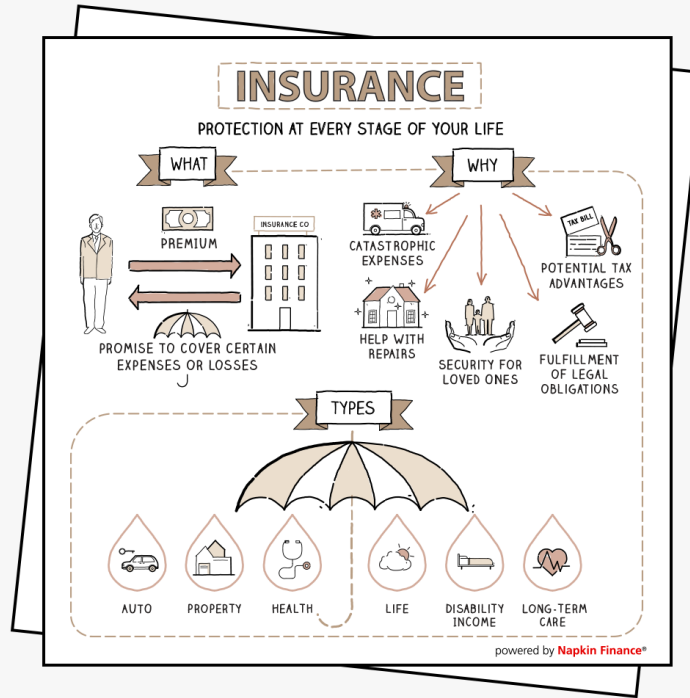 INSURANCE
PROTECTION AT EVERY STAGE OF YOUR LIFE
WHAT
PREMIUM
INSURANCE CO
PROMISE TO COVER CERTAIN
EXPENSES OR LOSSES
WHY
CATASTROPHIC
EXPENSES
HELP WITH
REPAIRS
SECURITY FOR
LOVED ONES
FULFILLMENT
OF LEGAL
OBLIGATIONS
TAX BILL
POTENTIAL TAX
ADVANTAGES
TYPES
AUTO
PROPERTY
HEALTH
LIFE
DISABILITY
INCOME
LONG-TERM
CARE
powered by Napkin Finance®